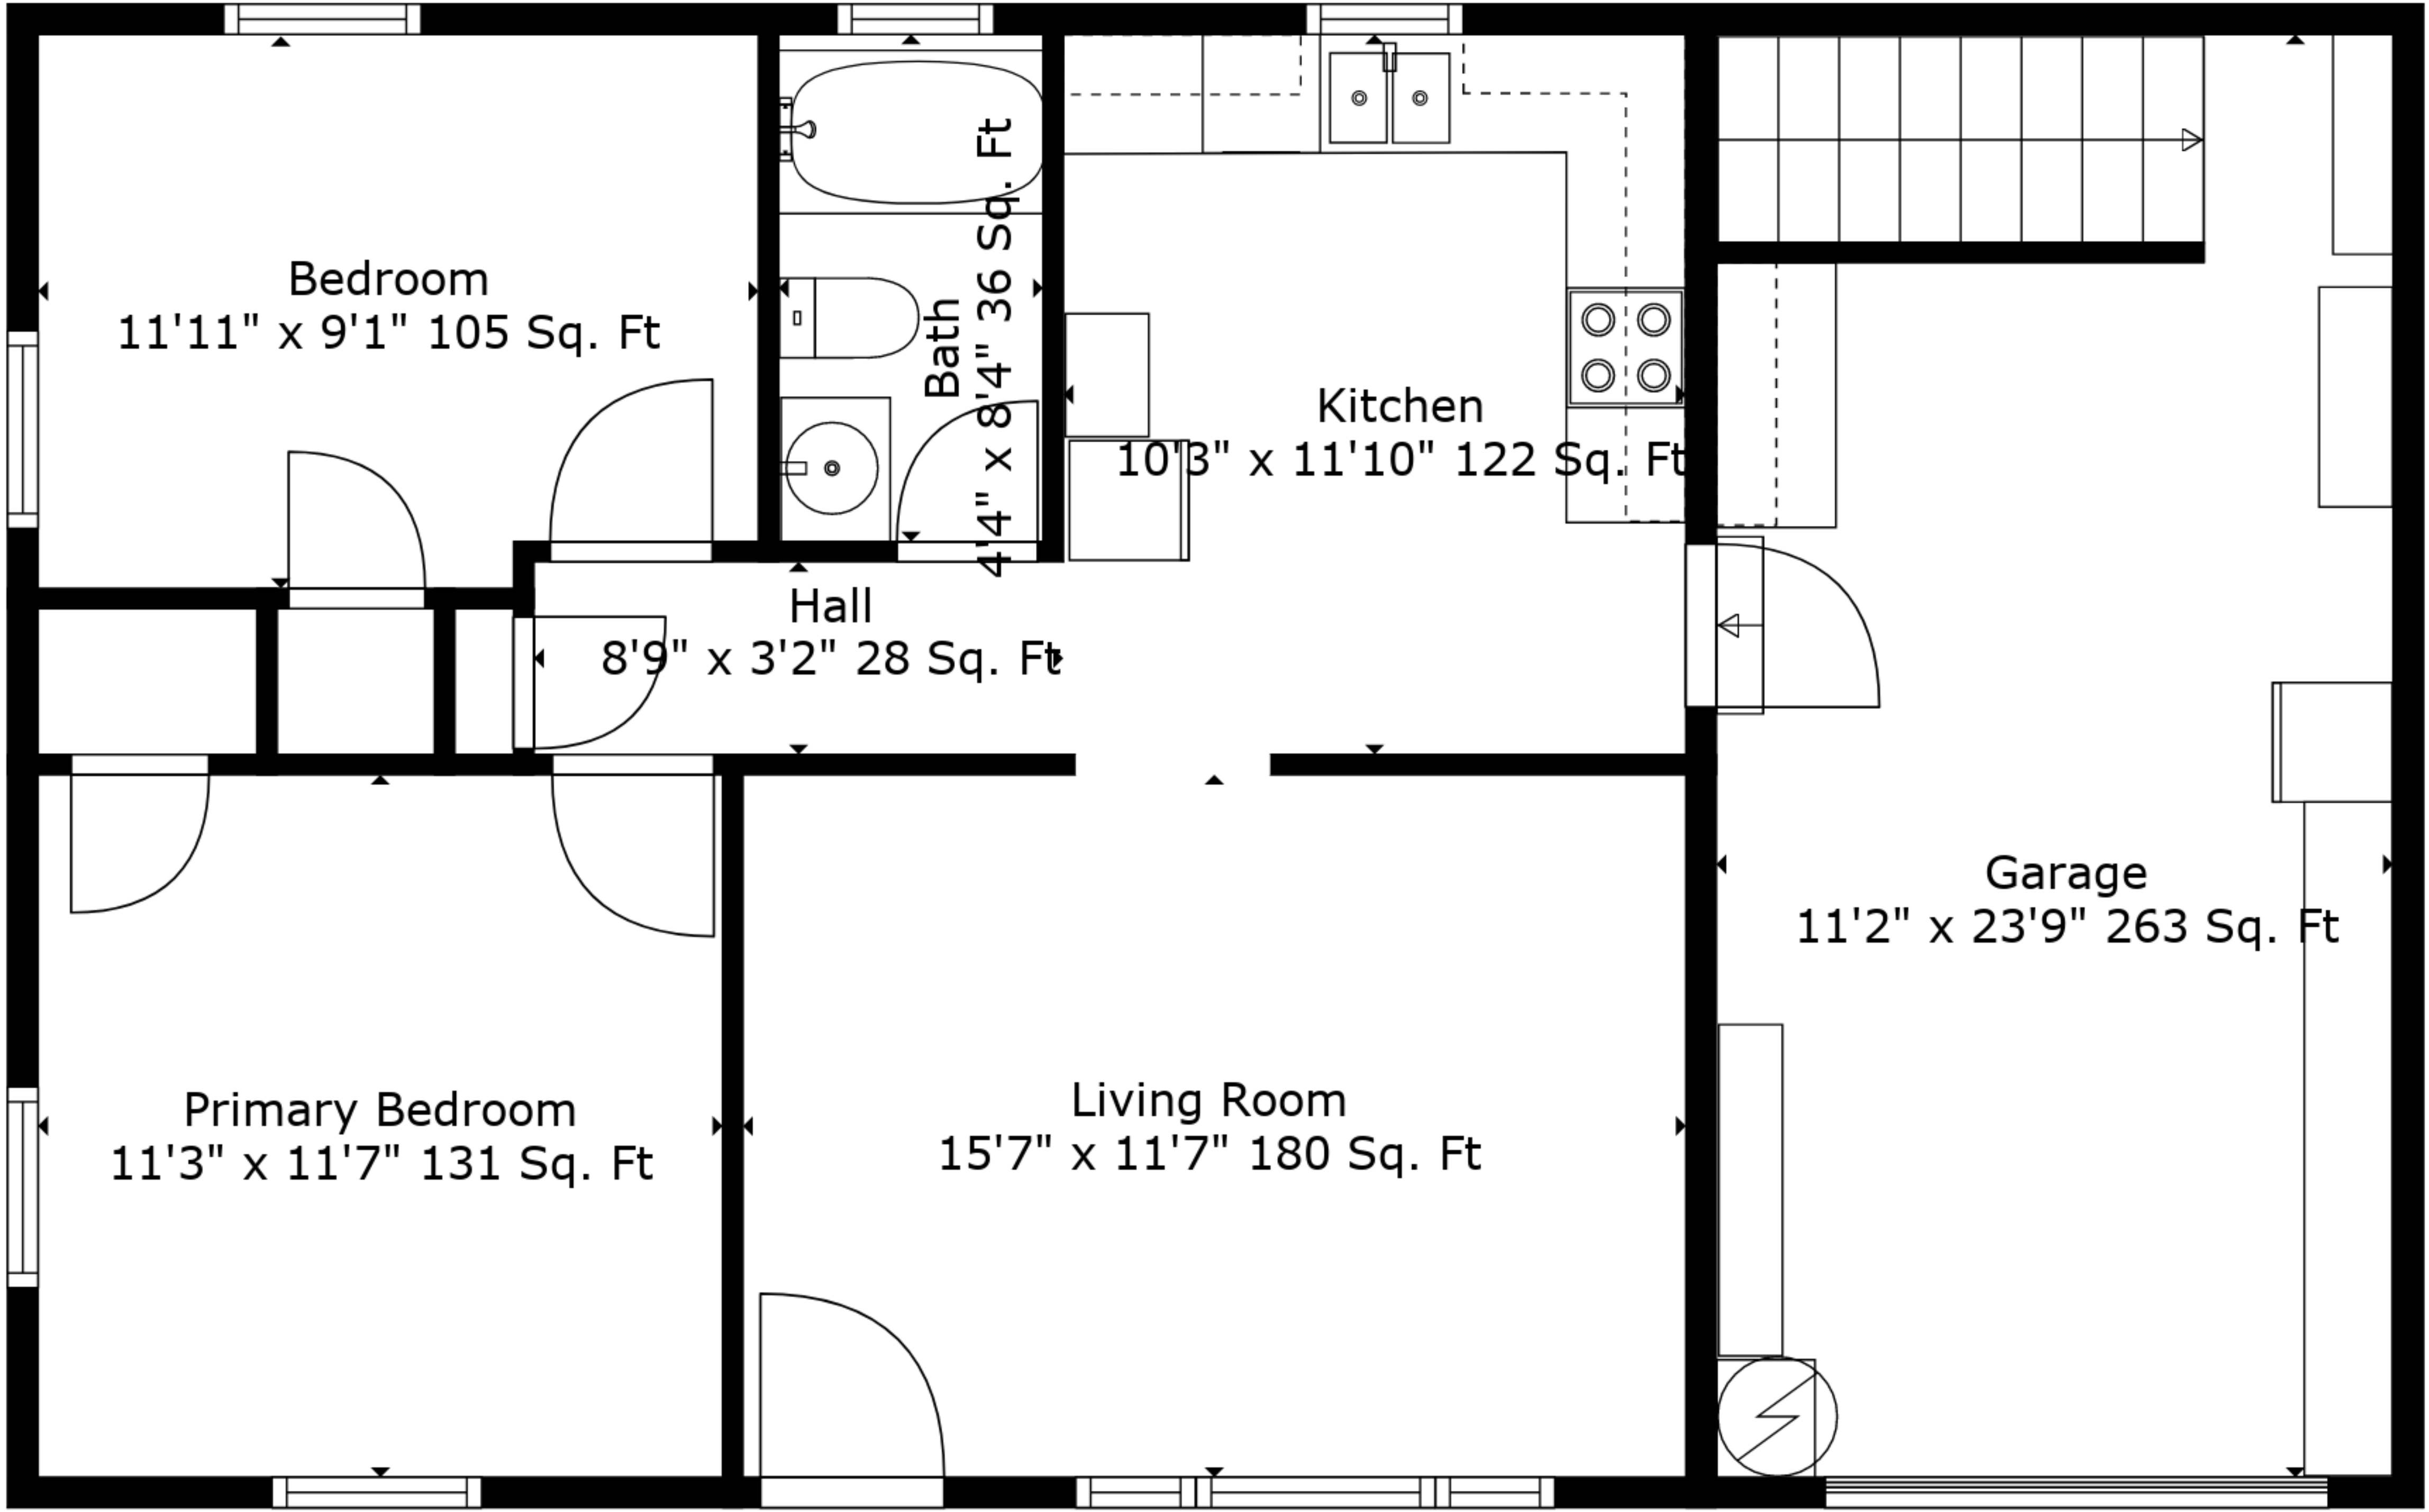 Bedroom
11'11" x 9'1" 105 Sq. Ft
Bath
4'4" x 8'4" 36 Sq. Ft
Kitchen
10'3" x 11'10" 122 Sq. Ft
Hall
8'9" x 3'2" 28 Sq. Ft
Garage
11'2" x 23'9" 263 Sq. Ft
Primary Bedroom
11'3" x 11'7" 131 Sq. Ft
Living Room
15'7" x 11'7" 180 Sq. Ft